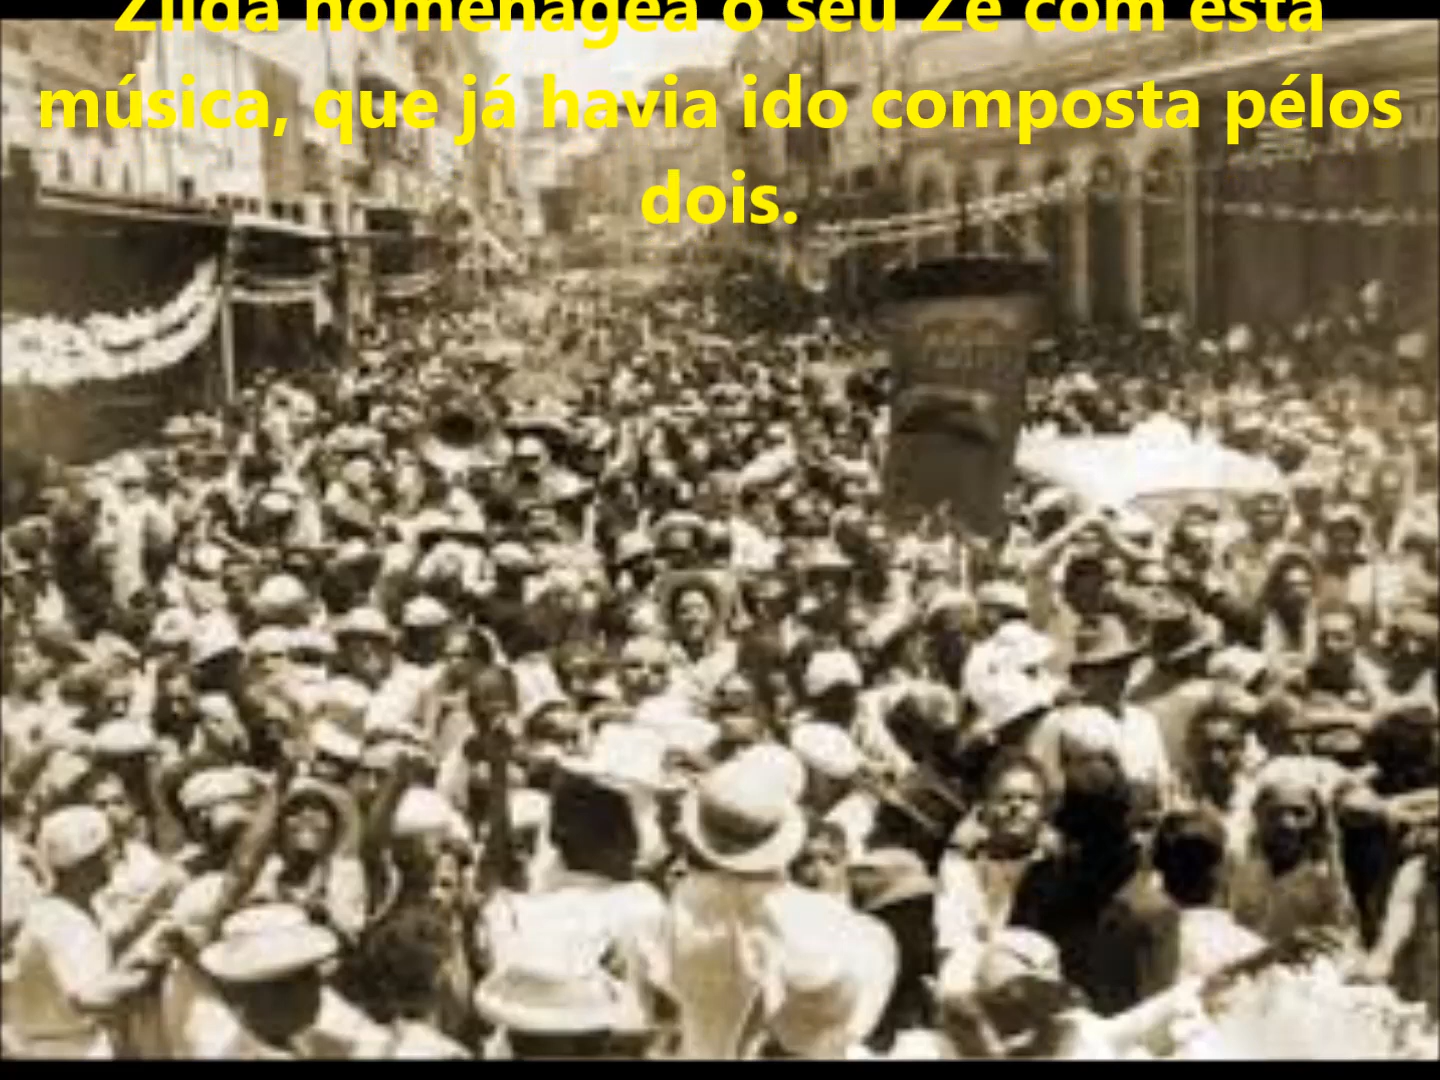 Zilda homenagea o seu Zé com esta
música, que já havia ido composta pélos
dois.